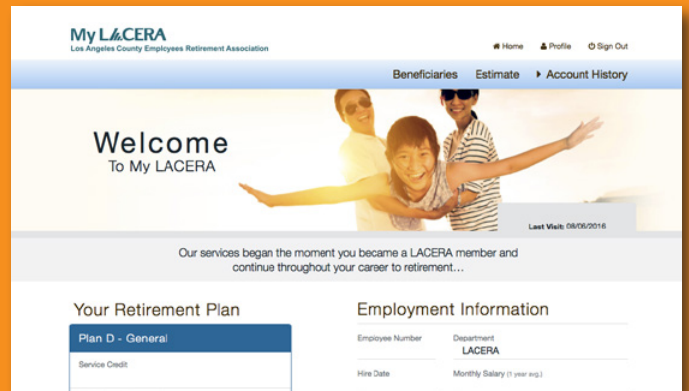 My LACERA
Los Angeles County Employees Retirement Association
Home Profile Sign Out
Beneficiaries Estimate Account History
Welcome
To My LACERA
Last Visit: 08/06/2016
Our services began the moment you became a LACERA member and
continue throughout your career to retirement…
Your Retirement Plan
Plan D - General
Service Credit
Employment Information
Employee Number Department
LACERA
Hire Date Monthly Salary (1 year avg.)